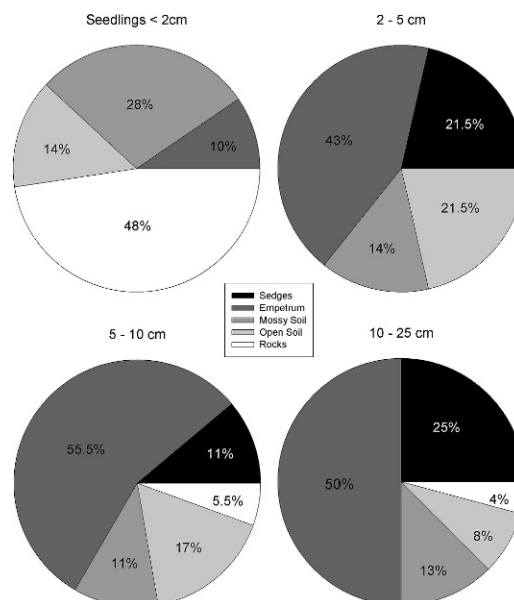 Seedlings < 2cm
28%
14%
10%
48%
2 - 5 cm
43%
21.5%
21.5%
14%
Sedges
Empetrum
Mossy Soil
Open Soil
Rocks
5 - 10 cm
55.5%
11%
5.5%
17%
11%
10 - 25 cm
25%
50%
4%
8%
13%